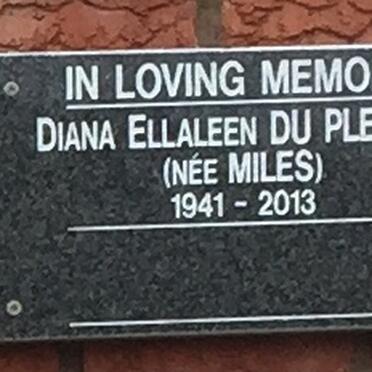 IN LOVING MEMO
DIANA ELLALEEN DU PLE
(NÉE MILES)
1941 - 2013